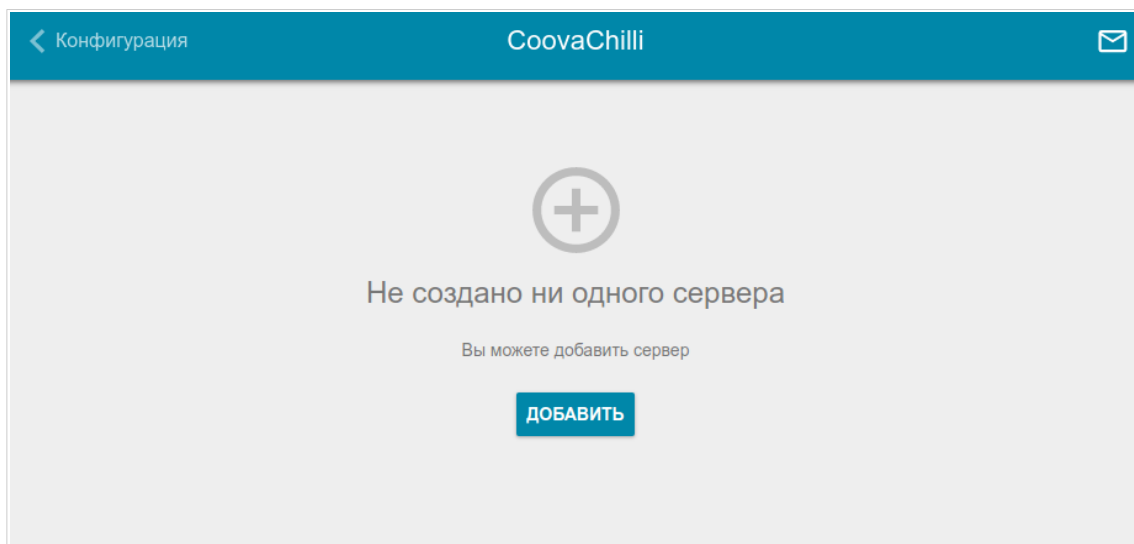 Конфигурация
CoovaChilli
Не создано ни одного сервера
Вы можете добавить сервер
ДОБАВИТЬ